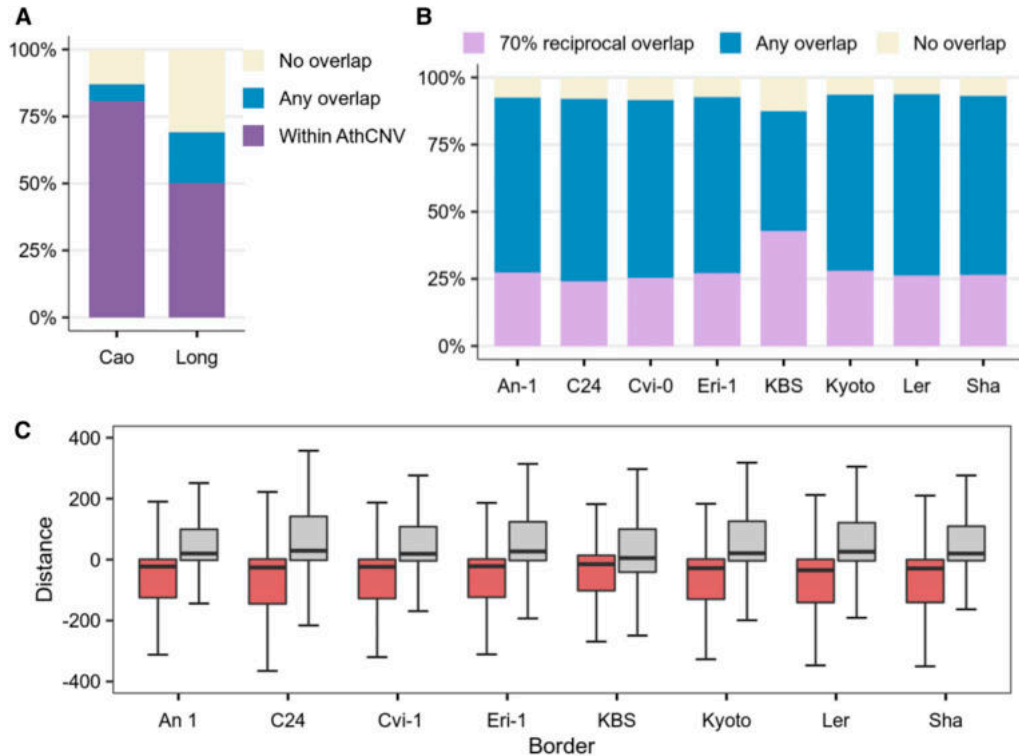 A
100%
75%
50%
25%
0%
No overlap
Any overlap
Within AthCNV
Cao Long
B
70% reciprocal overlap Any overlap No overlap
100%
75%
50%
25%
0%
An-1 C24 Cvi-0 Eri-1 KBS Kyoto Ler Sha
C
Distance
400
200
0
-200
-400
An 1 C24 Cvi-1 Eri-1 KBS Kyoto Ler Sha
Border